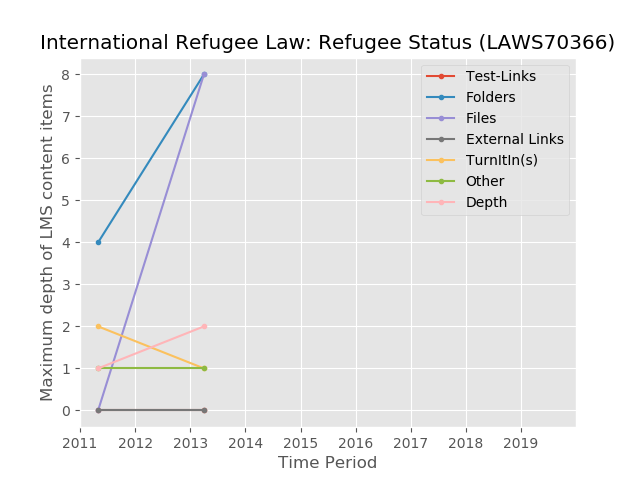 International Refugee Law: Refugee Status (LAWS70366)
Maximum depth of LMS content items
8
7
6
5
4
3
2
1
0
Test-Links
Folders
Files
External Links
TurnItIn(s)
Other
Depth
2011 2012 2013 2014 2015 2016 2017 2018 2019
Time Period